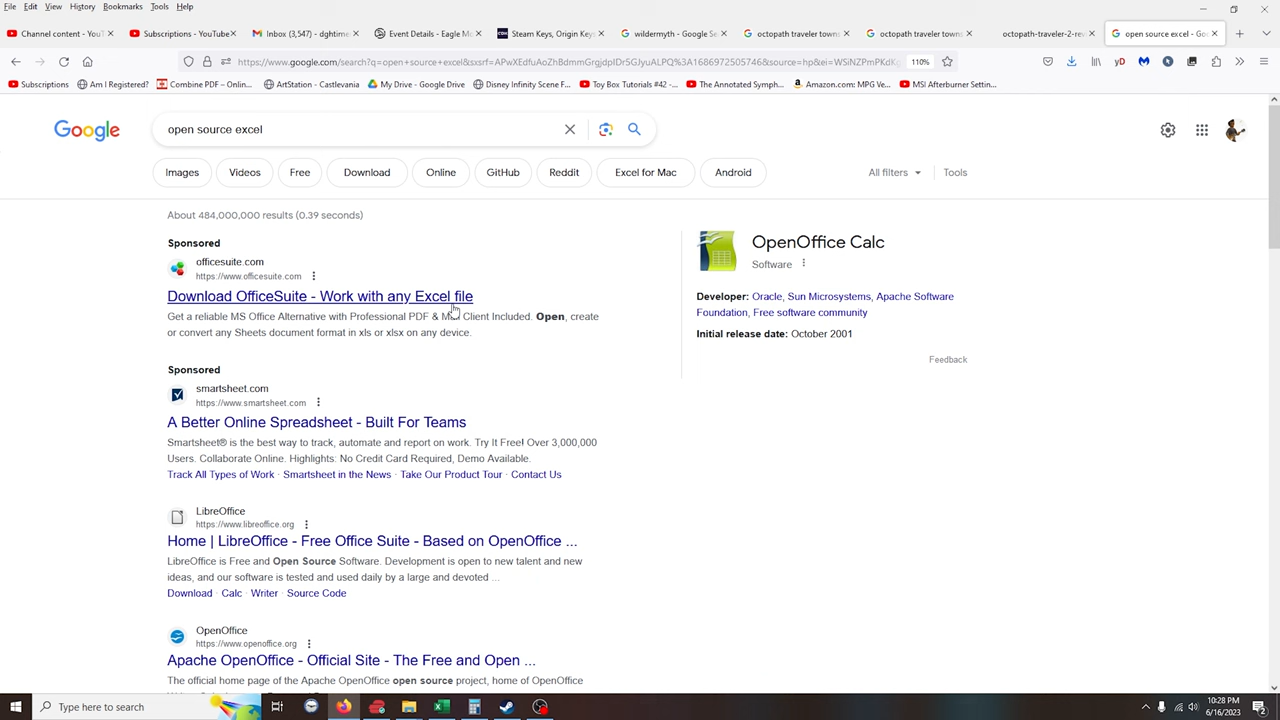 File Edit View History Bookmarks Tools Help
Channel content - YouT
Subscriptions - YouTube
Inbox (3,547) - dghtime
Event Details - Eagle Mo
Steam Keys, Origin Keys
wildermyth - Google Se
octopath traveler towns
octopath traveler towns
octopath-traveler-2-rev
open source excel - Goo
https://www.google.com/search?q=open+source+excel&sxsrf=
110%
Subscriptions
Am I Registered?
Combine PDF – Onlin...
ArtStation - Castlevania
My Drive - Google Drive
Disney Infinity Scene F...
Toy Box Tutorials #42 -...
The Annotated Symph...
Amazon.com: MPG Ve...
MSI Afterburner Settin...
Google
open source excel
Images Videos Free Download Online GitHub Reddit Excel for Mac Android
All filters
Tools
About 484,000,000 results (0.39 seconds)
Sponsored
officesuite.com
https://www.officesuite.com
Download OfficeSuite - Work with any Excel file
Get a reliable MS Office Alternative with Professional PDF & Client Included. Open, create
or convert any Sheets document format in xls or xlsx on any device.
Sponsored
smartsheet.com
https://www.smartsheet.com
A Better Online Spreadsheet - Built For Teams
Smartsheet® is the best way to track, automate and report on work. Try It Free! Over 3,000,000
Users. Collaborate Online. Highlights: No Credit Card Required, Demo Available.
Track All Types of Work · Smartsheet in the News · Take Our Product Tour · Contact Us
LibreOffice
https://www.libreoffice.org
Home | LibreOffice - Free Office Suite - Based on OpenOffice ...
LibreOffice is Free and Open Source Software. Development is open to new talent and new
ideas, and our software is tested and used daily by a large and devoted ...
Download · Calc · Writer · Source Code
OpenOffice
https://www.openoffice.org
Apache OpenOffice - Official Site - The Free and Open ...
The official home page of the Apache OpenOffice open source project, home of OpenOffice
OpenOffice Calc
Software
Developer: Oracle, Sun Microsystems, Apache Software
Foundation, Free software community
Initial release date: October 2001
Feedback
Type here to search
10:28 PM
6/16/2023